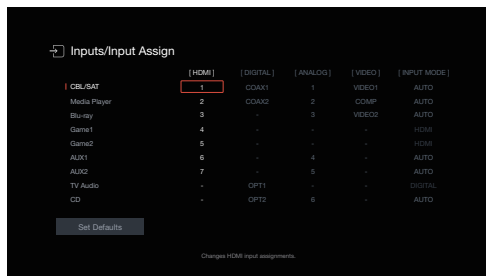 Inputs/Input Assign
[ HDMI ] [ DIGITAL ] [ ANALOG ] [ VIDEO ] [ INPUT MODE ]
CBL/SAT 1 COAX1 1 VIDEO1 AUTO
Media Player 2 COAX2 2 COMP AUTO
Blu-ray 3 - 3 VIDEO2 AUTO
Game1 4 - - - HDMI
Game2 5 - - - HDMI
AUX1 6 - 4 - AUTO
AUX2 7 - 5 - AUTO
TV Audio - OPT1 - - DIGITAL
CD - OPT2 6 - AUTO
Set Defaults
Changes HDMI input assignments.